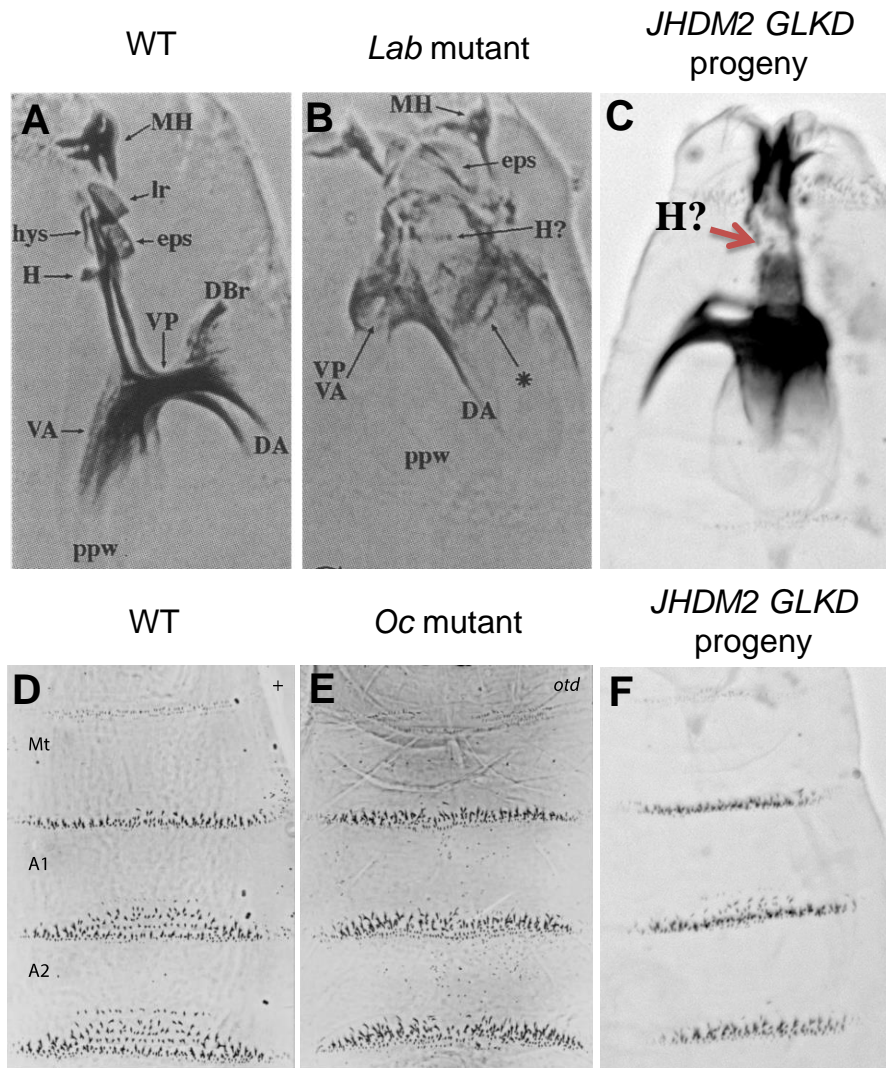 WT
Lab mutant
JHDM2 GLKD
progeny
A
MH
lr
hys
eps
H
DBr
VP
VA
DA
ppw
B
MH
eps
H?
VP
VA
*
DA
ppw
C
H?
WT
Oc mutant
JHDM2 GLKD
progeny
D
+
Mt
A1
A2
E
otd
F